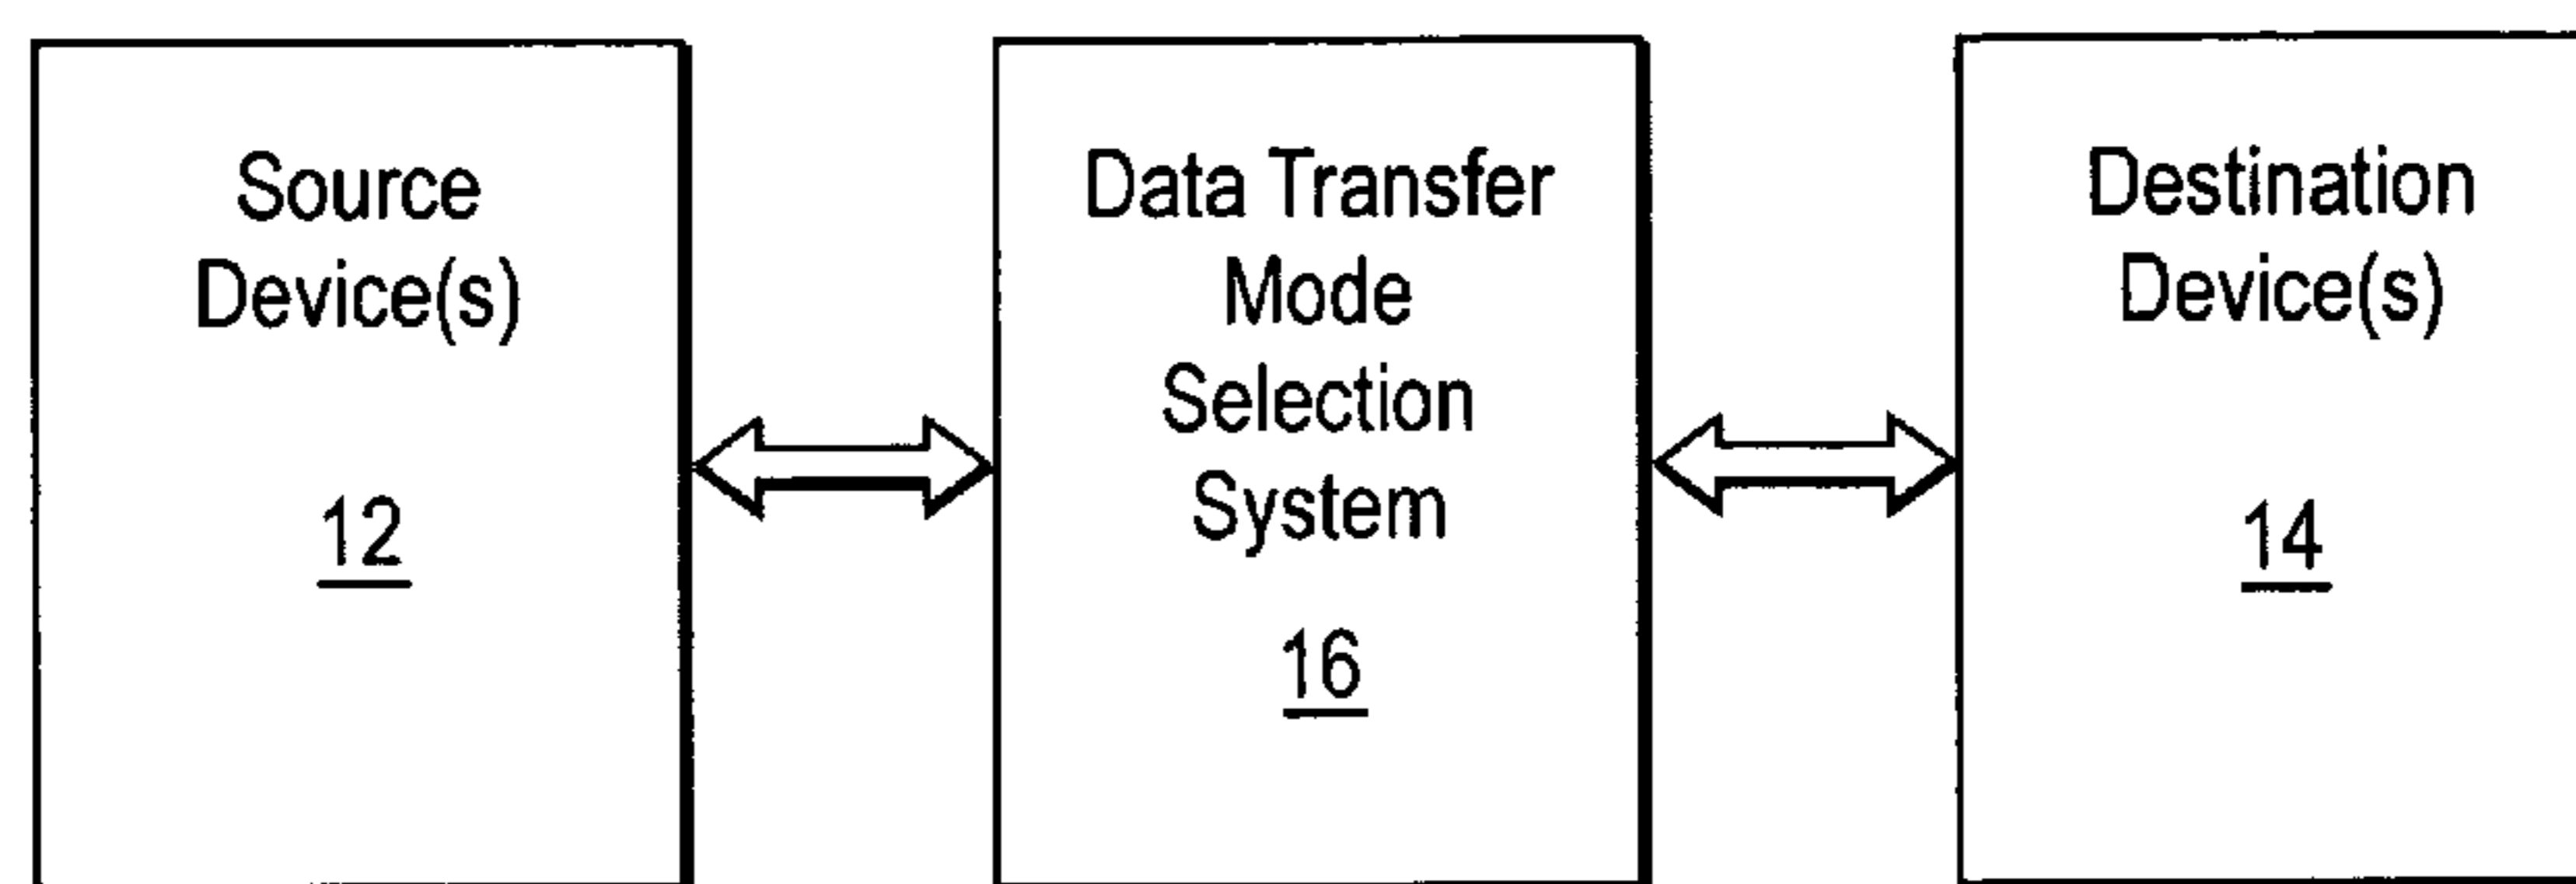 Source
Device(s)
12
Data Transfer
Mode
Selection
System
16
Destination
Device(s)
14